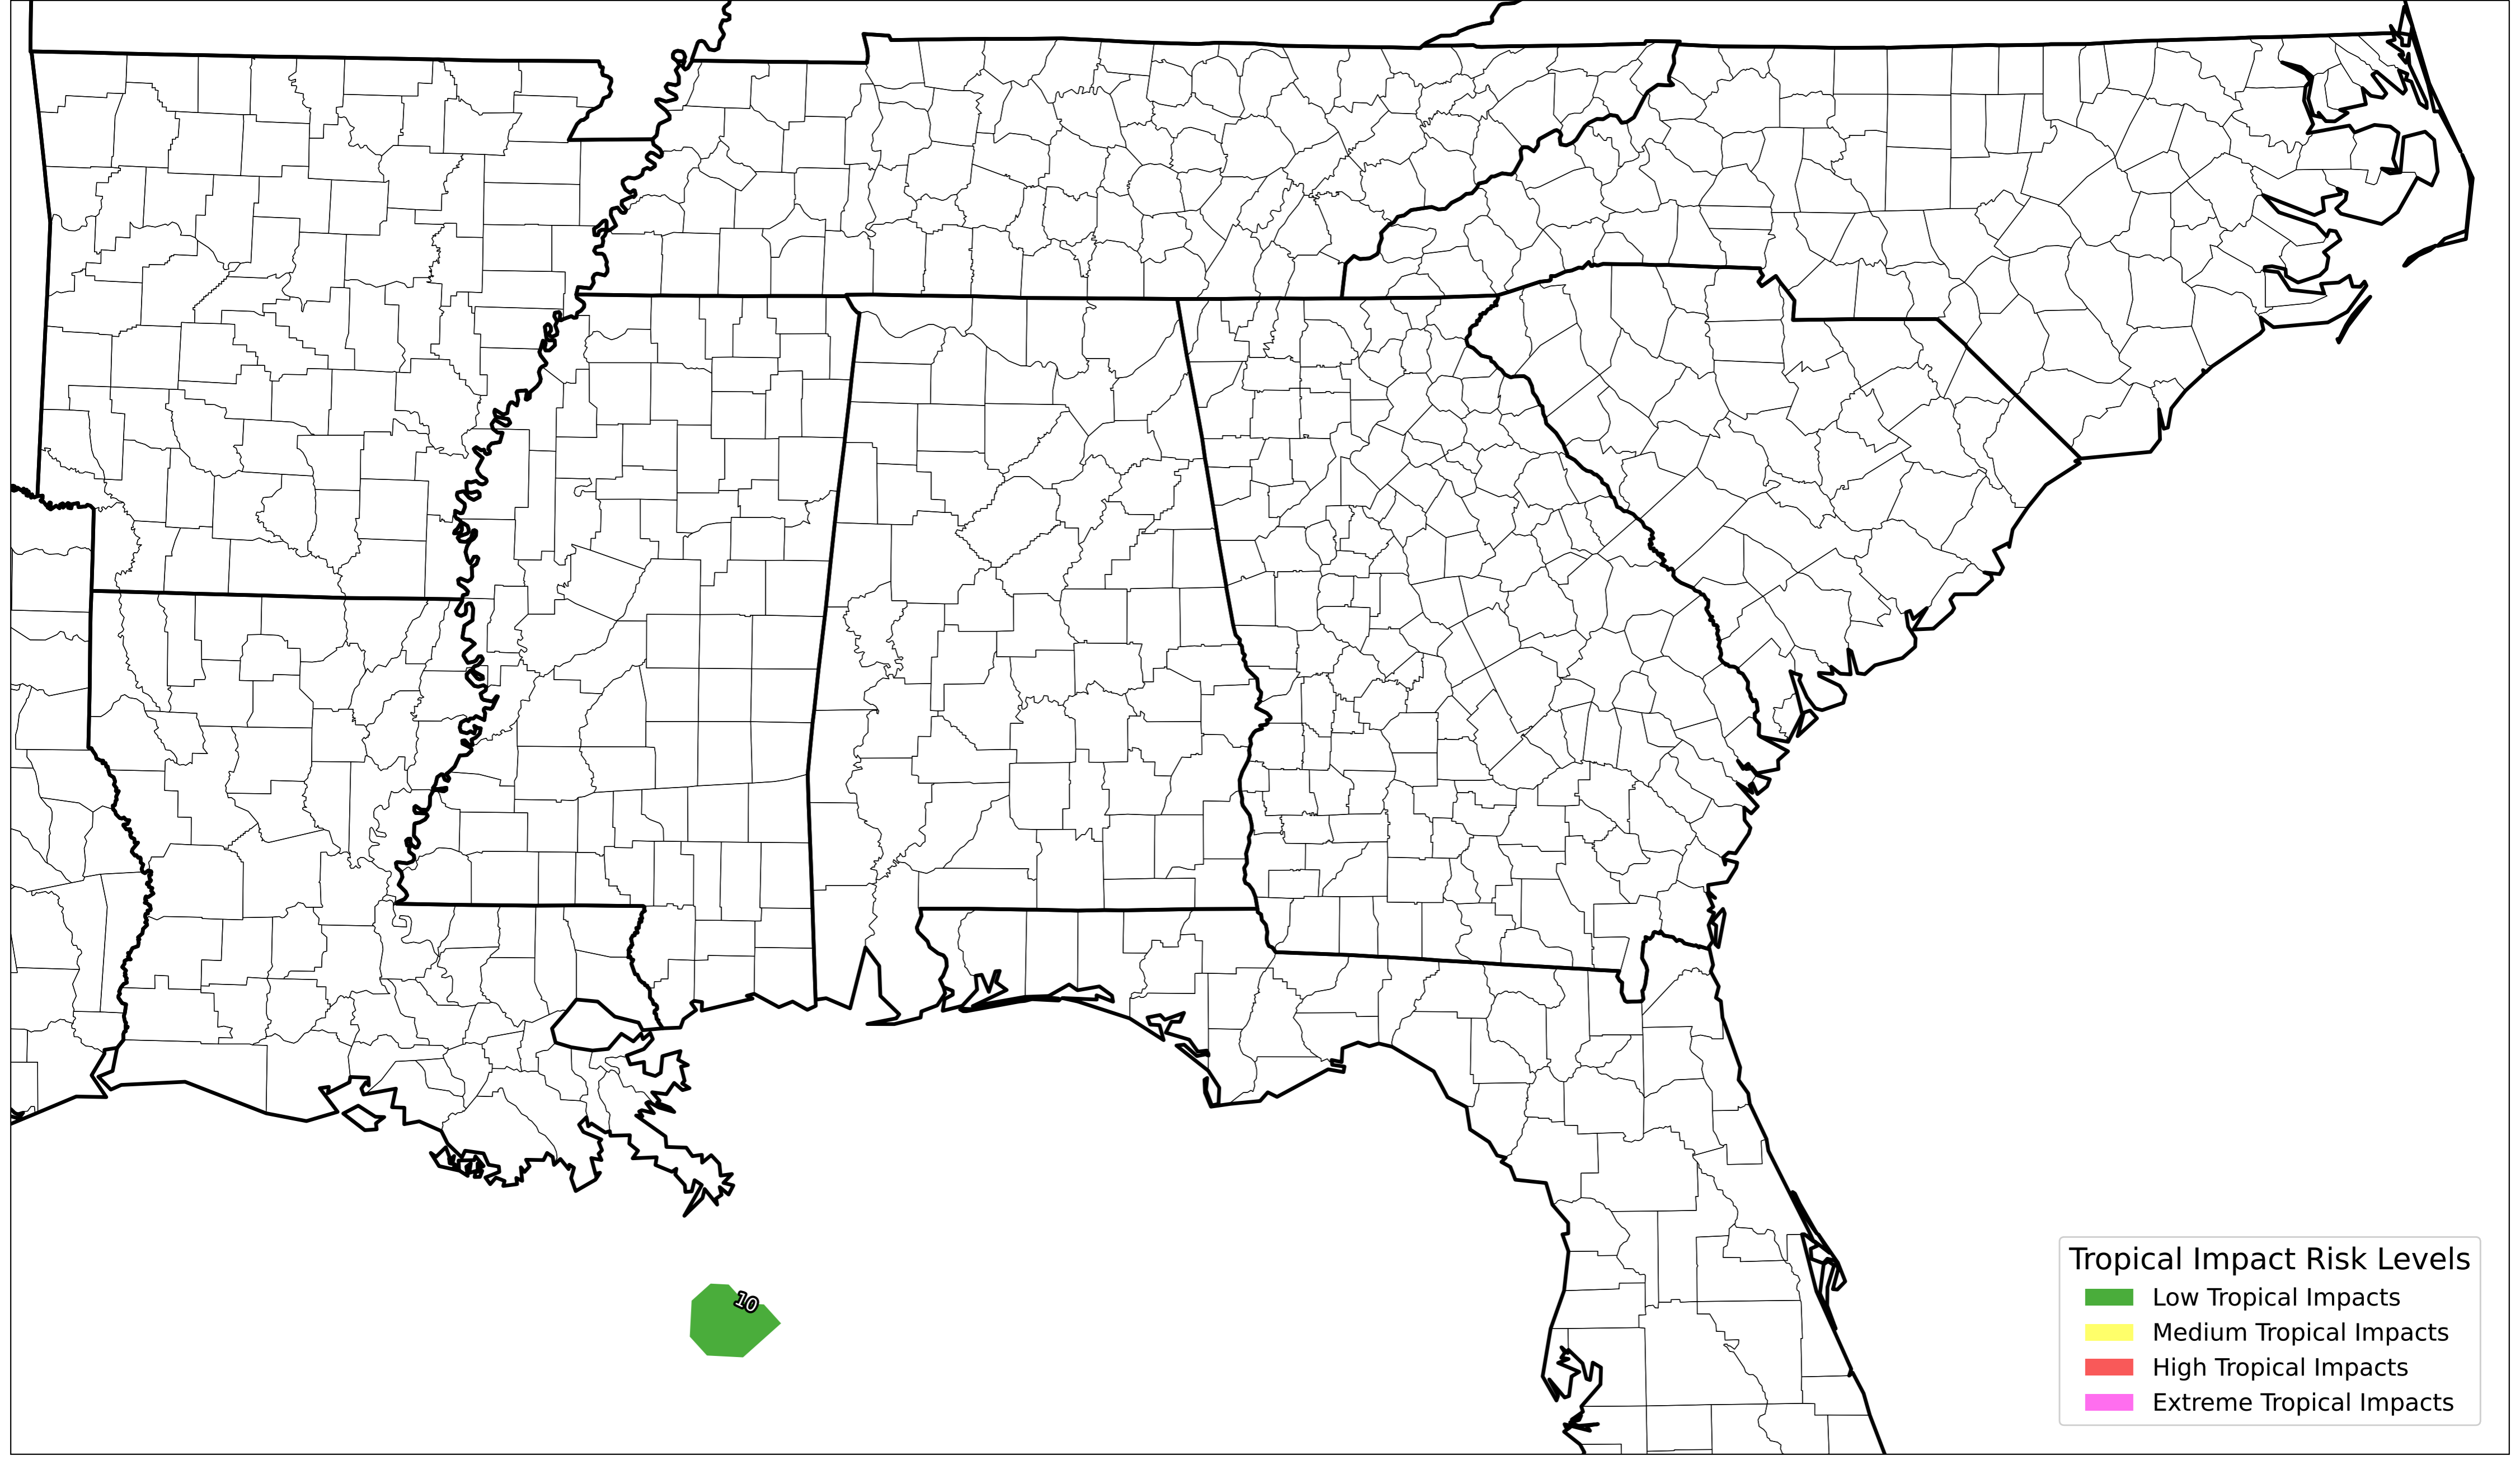 10
Tropical Impact Risk Levels
Low Tropical Impacts
Medium Tropical Impacts
High Tropical Impacts
Extreme Tropical Impacts